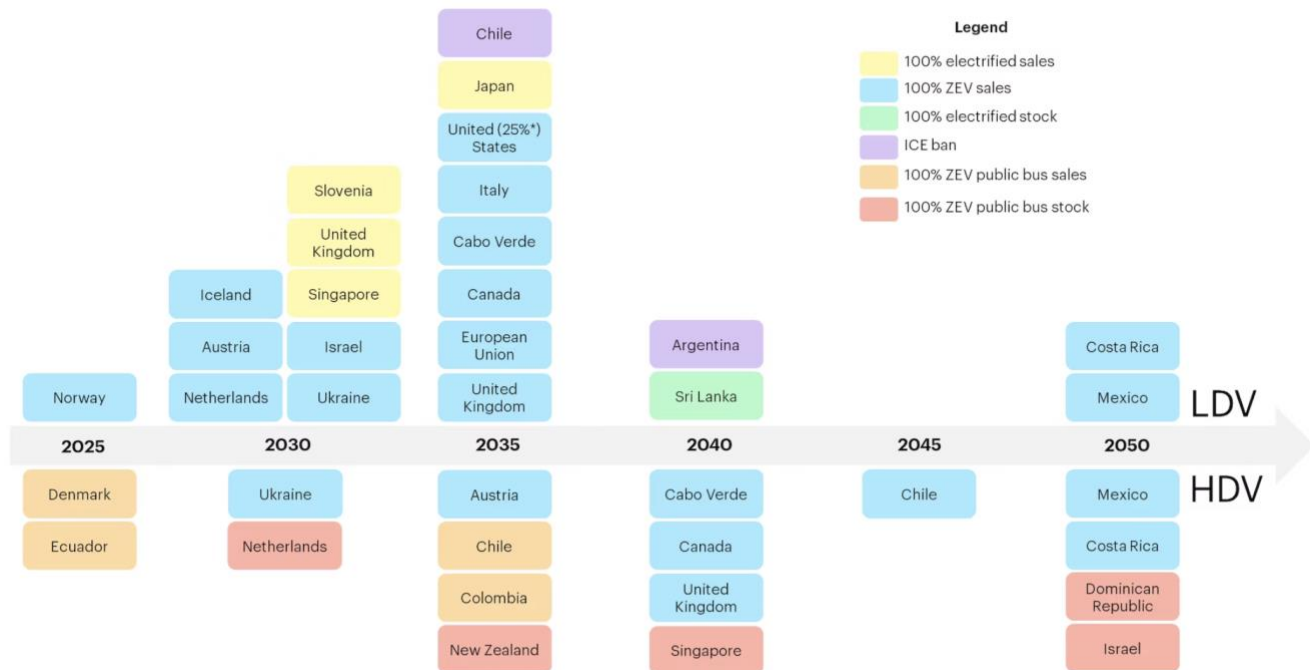 Chile
Legend
Japan
100% electrified sales
100% ZEV sales
United (25%*)
States
100% electrified stock
ICE ban
Slovenia
Italy
100% ZEV public bus sales
100% ZEV public bus stock
United
Kingdom
Cabo Verde
Iceland
Singapore
Canada
Austria
Israel
European
Union
Argentina
Costa Rica
Norway
Netherlands
Ukraine
United
Kingdom
Sri Lanka
Mexico
LDV
2025
2030
2035
2040
2045
2050
Denmark
Ukraine
Austria
Cabo Verde
Chile
Mexico
HDV
Ecuador
Netherlands
Chile
Canada
Costa Rica
Colombia
United
Kingdom
Dominican
Republic
New Zealand
Singapore
Israel